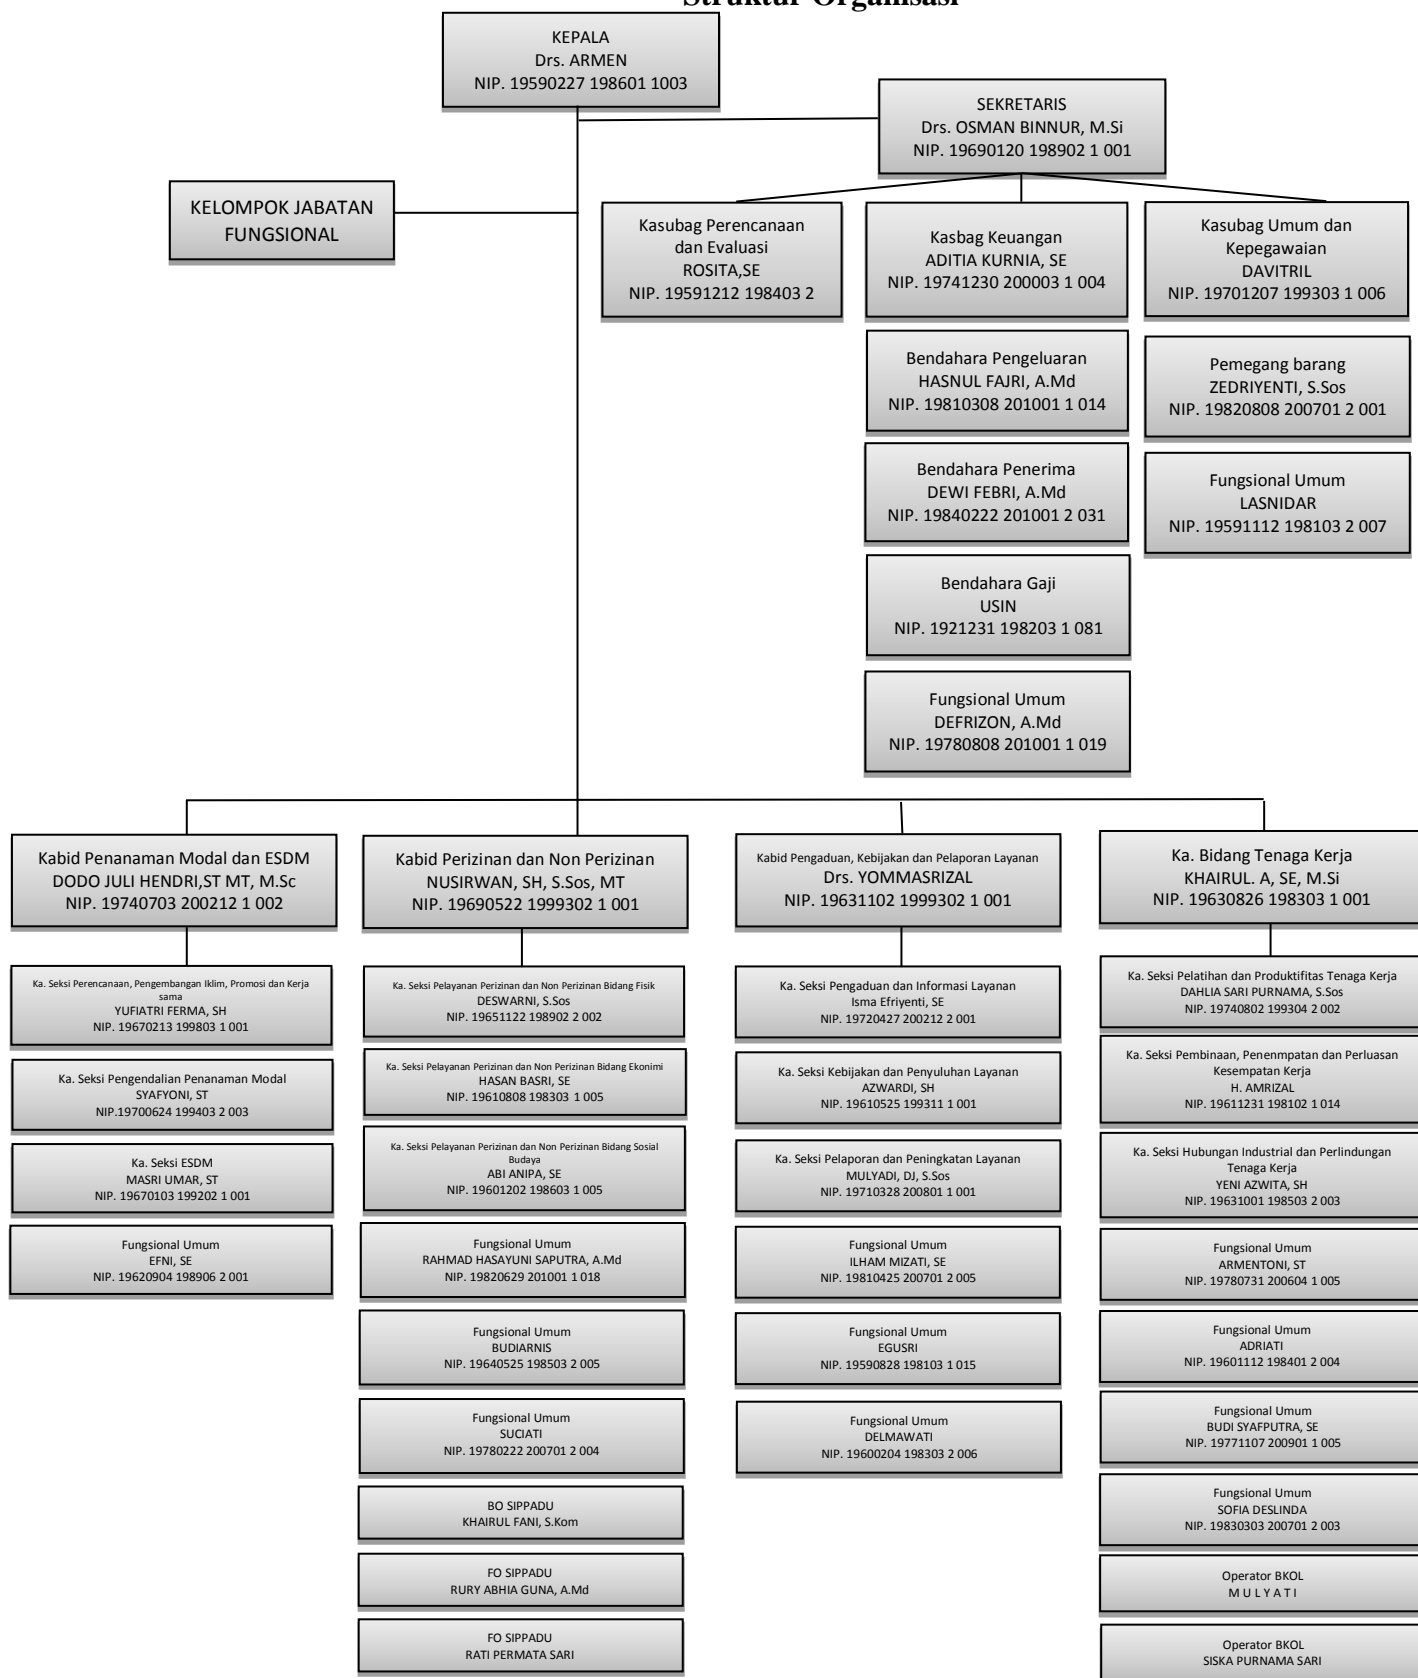 Struktur Organisasi
KEPALA
Drs. ARMEN
NIP. 19590227 198601 1003
SEKRETARIS
Drs. OSMAN BINNUR, M.Si
NIP. 19690120 198902 1 001
KELOMPOK JABATAN
FUNGSIONAL
Kasubag Perencanaan
dan Evaluasi
ROSITA,SE
NIP. 19591212 198403 2
Kasbag Keuangan
ADITIA KURNIA, SE
NIP. 19741230 200003 1 004
Kasubag Umum dan
Kepegawaian
DAVITRIL
NIP. 19701207 199303 1 006
Bendahara Pengeluaran
HASNUL FAJRI, A.Md
NIP. 19810308 201001 1 014
Pemegang barang
ZEDRIYENTI, S.Sos
NIP. 19820808 200701 2 001
Bendahara Penerima
DEWI FEBRI, A.Md
NIP. 19840222 201001 2 031
Fungsional Umum
LASNIDAR
NIP. 19591112 198103 2 007
Bendahara Gaji
USIN
NIP. 1921231 198203 1 081
Fungsional Umum
DEFRIZON, A.Md
NIP. 19780808 201001 1 019
Kabid Penanaman Modal dan ESDM
DODO JULI HENDRI,ST MT, M.Sc
NIP. 19740703 200212 1 002
Ka. Seksi Perencanaan, Pengembangan Iklim, Promosi dan Kerja
sama
YUFIATRI FERMA, SH
NIP. 19670213 199803 1 001
Ka. Seksi Pengendalian Penanaman Modal
SYAFYONI, ST
NIP.19700624 199403 2 003
Ka. Seksi ESDM
MASRI UMAR, ST
NIP. 19670103 199202 1 001
Fungsional Umum
EFNI, SE
NIP. 19620904 198906 2 001
Kabid Perizinan dan Non Perizinan
NUSIRWAN, SH, S.Sos, MT
NIP. 19690522 1999302 1 001
Ka. Seksi Pelayanan Perizinan dan Non Perizinan Bidang Fisik
DESWARNI, S.Sos
NIP. 19651122 198902 2 002
Ka. Seksi Pelayanan Perizinan dan Non Perizinan Bidang Ekonimi
HASAN BASRI, SE
NIP. 19610808 198303 1 005
Ka. Seksi Pelayanan Perizinan dan Non Perizinan Bidang Sosial
Budaya
ABI ANIPA, SE
NIP. 19601202 198603 1 005
Fungsional Umum
RAHMAD HASAYUNI SAPUTRA, A.Md
NIP. 19820629 201001 1 018
Fungsional Umum
BUDIARNIS
NIP. 19640525 198503 2 005
Fungsional Umum
SUCIATI
NIP. 19780222 200701 2 004
BO SIPPADU
KHAIRUL FANI, S.Kom
FO SIPPADU
RURY ABHIA GUNA, A.Md
FO SIPPADU
RATI PERMATA SARI
Kabid Pengaduan, Kebijakan dan Pelaporan Layanan
Drs. YOMMASRIZAL
NIP. 19631102 1999302 1 001
Ka. Seksi Pengaduan dan Informasi Layanan
Isma Efriyenti, SE
NIP. 19720427 200212 2 001
Ka. Seksi Kebijakan dan Penyuluhan Layanan
AZWARDI, SH
NIP. 19610525 199311 1 001
Ka. Seksi Pelaporan dan Peningkatan Layanan
MULYADI, DJ, S.Sos
NIP. 19710328 200801 1 001
Fungsional Umum
ILHAM MIZATI, SE
NIP. 19810425 200701 2 005
Fungsional Umum
EGUSRI
NIP. 19590828 198103 1 015
Fungsional Umum
DELMAWATI
NIP. 19600204 198303 2 006
Ka. Bidang Tenaga Kerja
KHAIRUL. A, SE, M.Si
NIP. 19630826 198303 1 001
Ka. Seksi Pelatihan dan Produktifitas Tenaga Kerja
DAHLIA SARI PURNAMA, S.Sos
NIP. 19740802 199304 2 002
Ka. Seksi Pembinaan, Penenmpatan dan Perluasan
Kesempatan Kerja
H. AMRIZAL
NIP. 19611231 198102 1 014
Ka. Seksi Hubungan Industrial dan Perlindungan
Tenaga Kerja
YENI AZWITA, SH
NIP. 19631001 198503 2 003
Fungsional Umum
ARMENTONI, ST
NIP. 19780731 200604 1 005
Fungsional Umum
ADRIATI
NIP. 19601112 198401 2 004
Fungsional Umum
BUDI SYAFPUTRA, SE
NIP. 19771107 200901 1 005
Fungsional Umum
SOFIA DESLINDA
NIP. 19830303 200701 2 003
Operator BKOL
M U L Y A T I
Operator BKOL
SISKA PURNAMA SARI